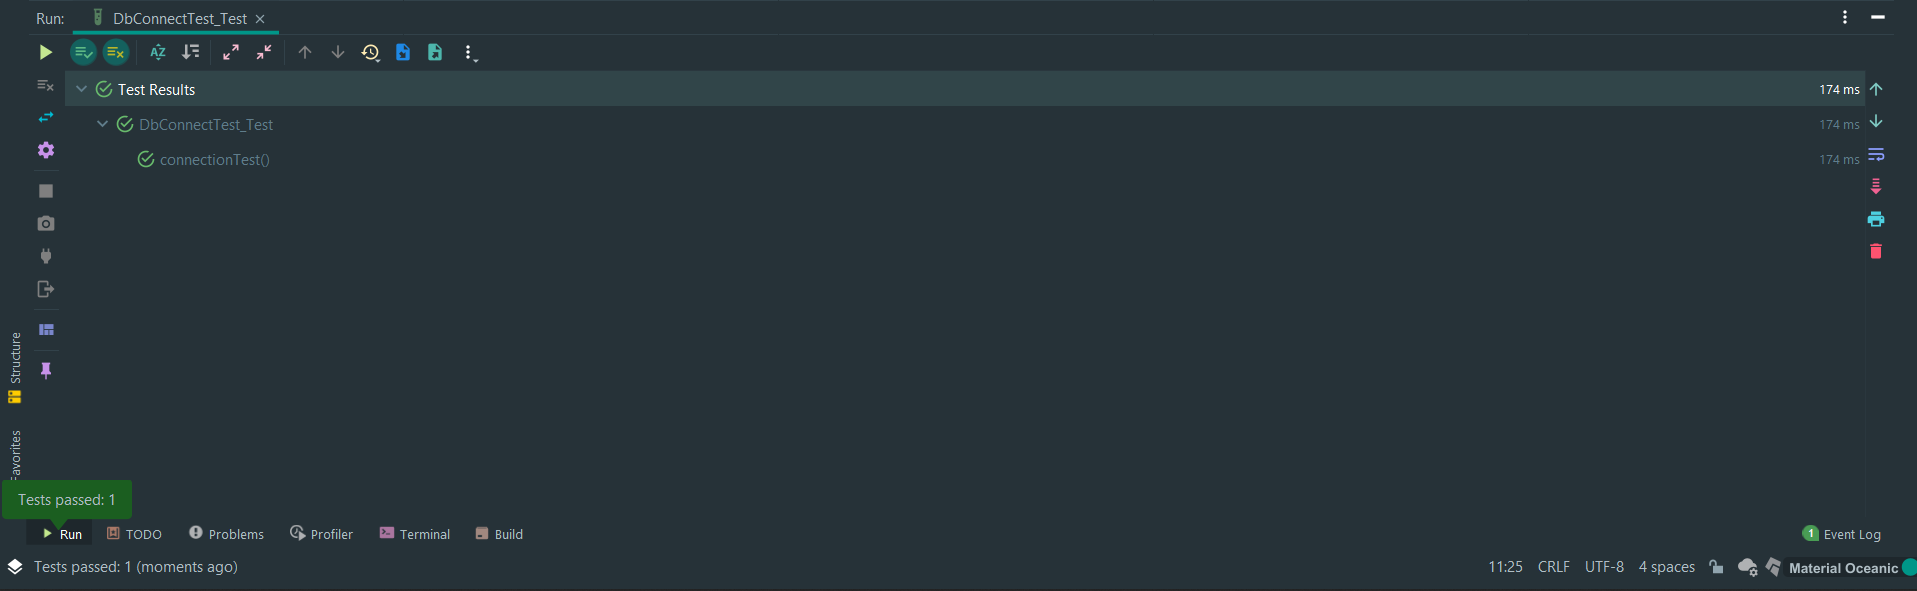 Run: DbConnectTest_Test
Test Results 174 ms
DbConnectTest_Test 174 ms
connectionTest() 174 ms
Structure
Favorites
Tests passed: 1
Run TODO Problems Profiler Terminal Build 1 Event Log
Tests passed: 1 (moments ago) 11:25 CRLF UTF-8 4 spaces Material Oceanic